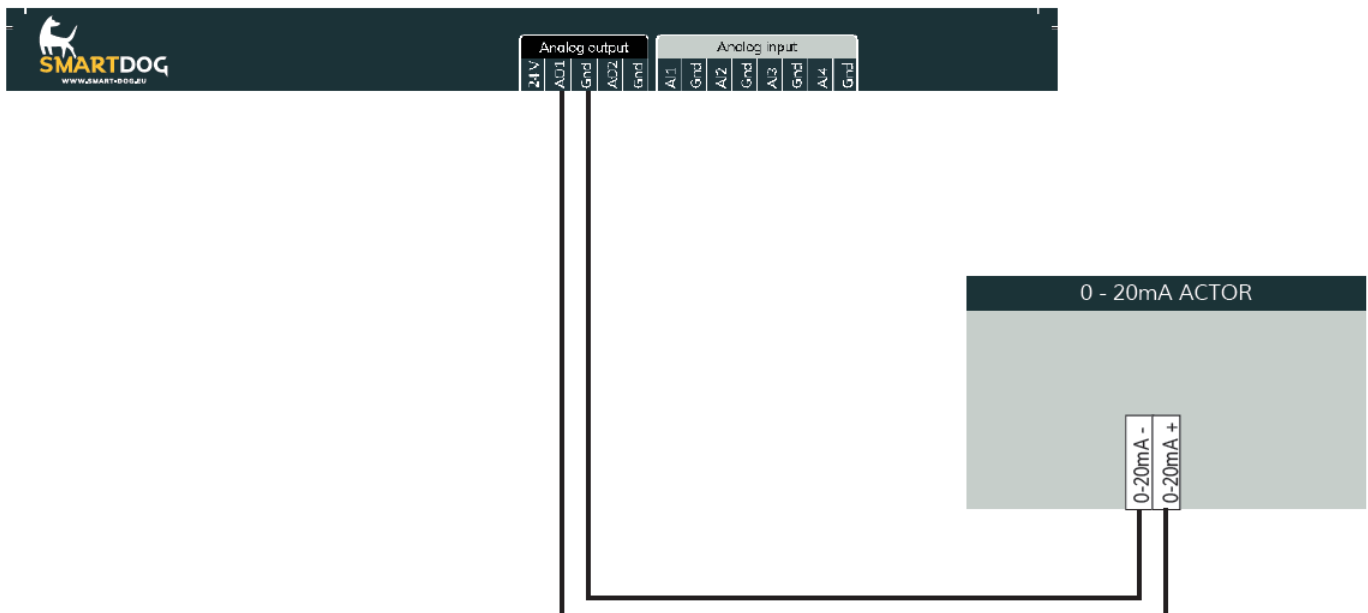 SMARTDOG
WWW.SMART-DOG.EU
Analog output
Analog input
24 V
AO1
Gnd
AO2
Gnd
AI1
Gnd
AI2
Gnd
AI3
Gnd
AI4
Gnd
0 - 20mA ACTOR
0-20mA -
0-20mA +